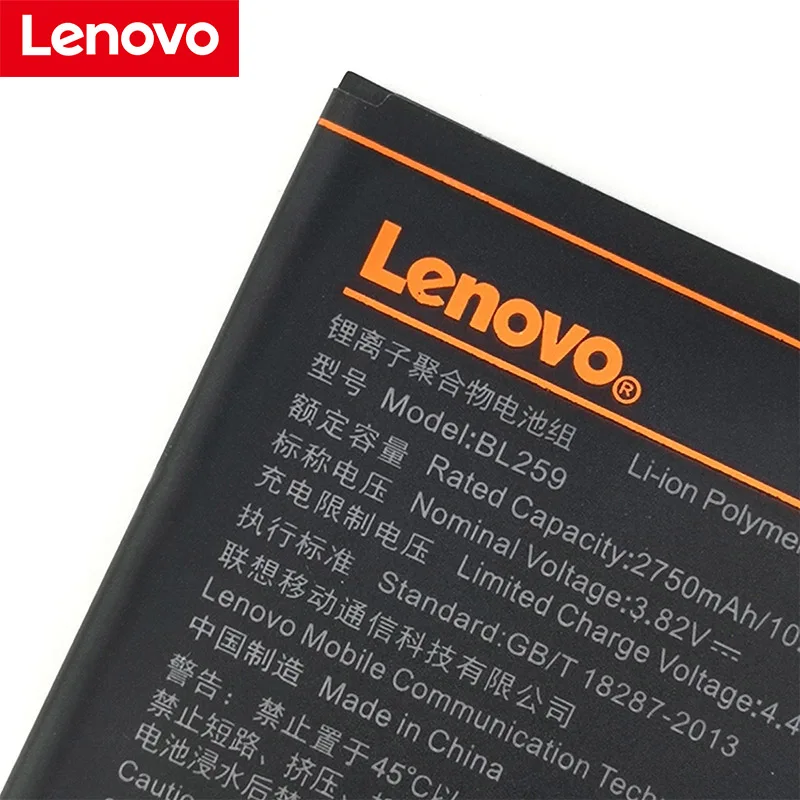 Lenovo
Lenovo®
锂离子聚合物电池组 Li-ion Polymer
型号 Model:BL259
额定容量 Rated Capacity:2750mAh/10
标称电压 Nominal Voltage:3.82V⎓
充电限制电压 Limited Charge Voltage:4.4
执行标准 Standard:GB/T 18287-2013
联想移动通信科技有限公司
Lenovo Mobile Communication Techn
中国制造 Made in China
警告: 禁止置于45℃以
禁止短路、挤压、
电池浸水后禁
Caution: